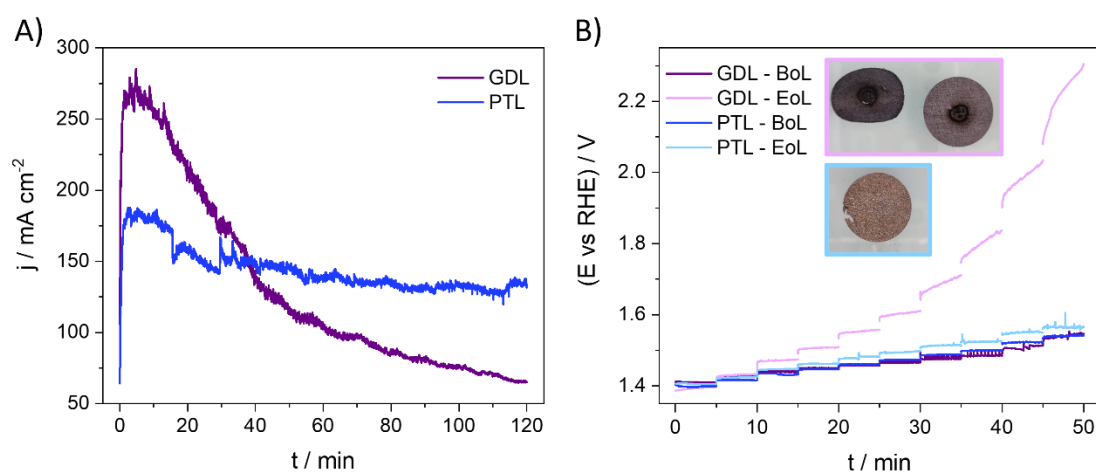 A)
300
250
200
150
100
50
j / mA cm⁻²
0 20 40 60 80 100 120
t / min
GDL
PTL
B)
2.2
2.0
1.8
1.6
1.4
(E vs RHE) / V
0 10 20 30 40 50
t / min
GDL - BoL
GDL - EoL
PTL - BoL
PTL - EoL